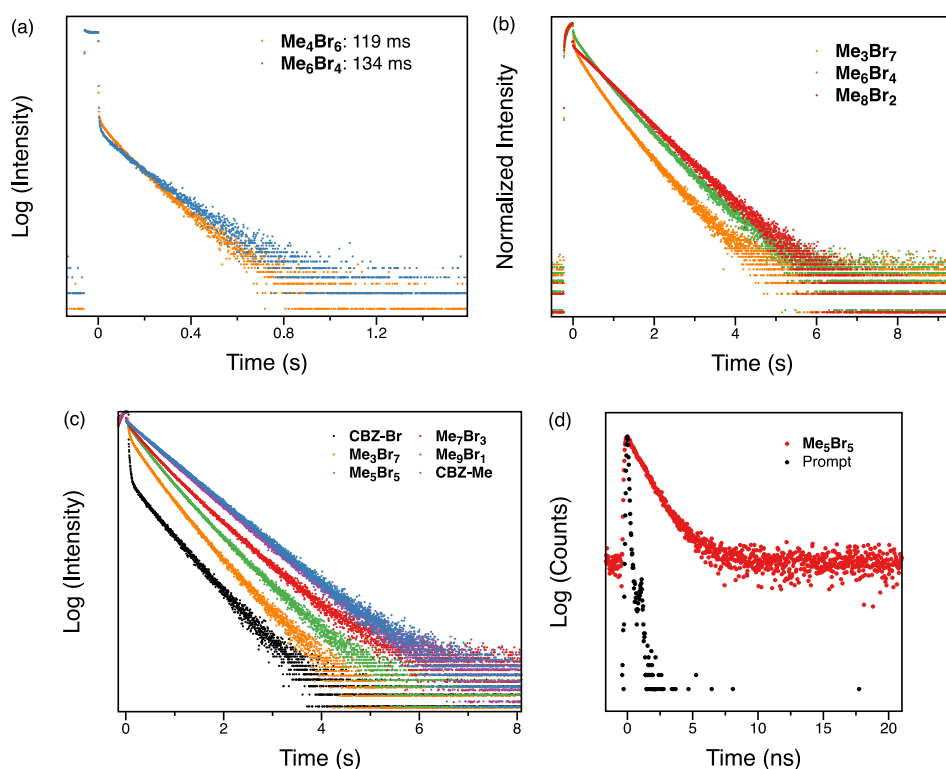 (a)
Me₄Br₆: 119 ms
Me₆Br₄: 134 ms
Log (Intensity)
0 0.4 0.8 1.2
Time (s)
(b)
Me₃Br₇
Me₆Br₄
Me₈Br₂
Normalized Intensity
0 2 4 6 8
Time (s)
(c)
CBZ-Br Me₇Br₃
Me₃Br₇ Me₉Br₁
Me₅Br₅ CBZ-Me
Log (Intensity)
0 2 4 6 8
Time (s)
(d)
Me₅Br₅
Prompt
Log (Counts)
0 5 10 15 20
Time (ns)